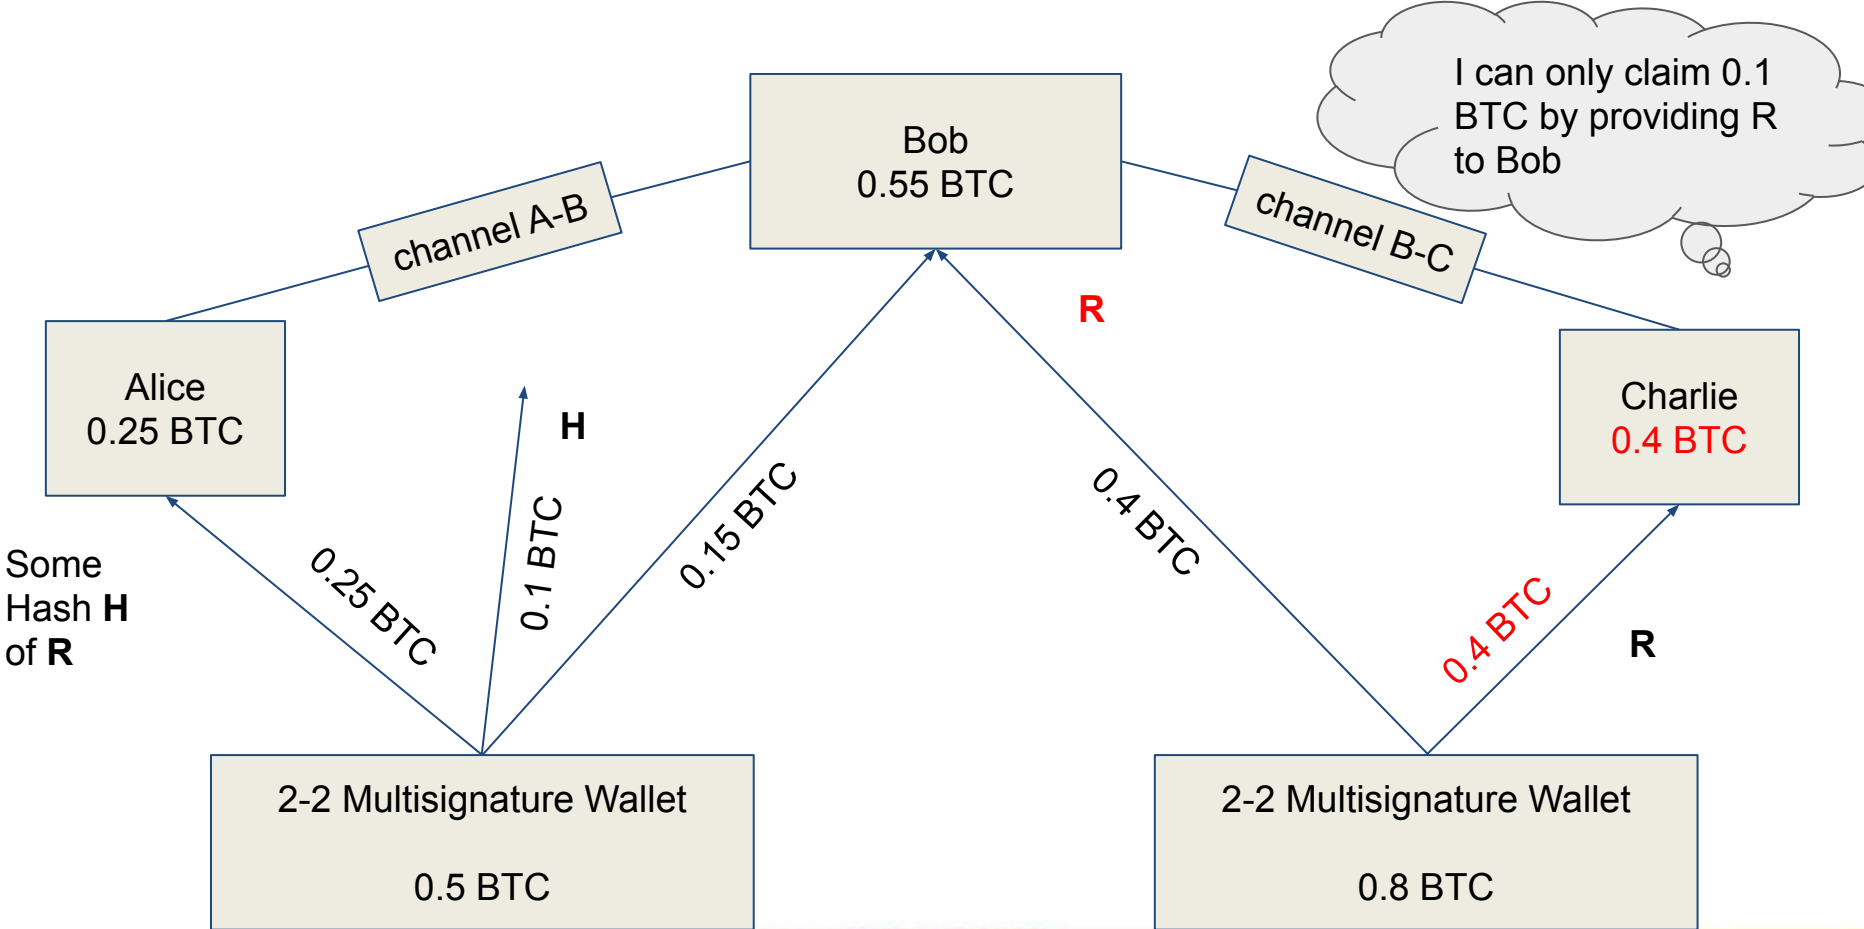 I can only claim 0.1
BTC by providing R
to Bob
Bob
0.55 BTC
channel A-B
channel B-C
R
Alice
0.25 BTC
Charlie
0.4 BTC
H
0.1 BTC
0.15 BTC
0.4 BTC
Some
Hash H
of R
0.25 BTC
0.4 BTC
R
2-2 Multisignature Wallet
0.5 BTC
2-2 Multisignature Wallet
0.8 BTC